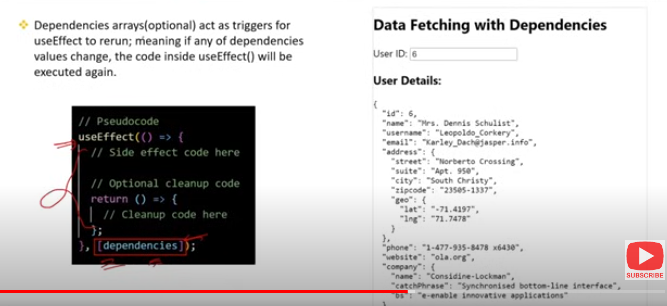 Dependencies arrays(optional) act as triggers for
useEffect to rerun; meaning if any of dependencies
values change, the code inside useEffect() will be
executed again.
// Pseudocode
useEffect(() => {
// Side effect code here
// Optional cleanup code
return () => {
// Cleanup code here
};
}, [dependencies]);
Data Fetching with Dependencies
User ID: 6
User Details:
{
"id": 6,
"name": "Mrs. Dennis Schulist",
"username": "Leopoldo_Corkery",
"email": "Karley_Dach@jasper.info",
"address": {
"street": "Norberto Crossing",
"suite": "Apt. 950",
"city": "South Christy",
"zipcode": "23505-1337",
"geo": {
"lat": "-71.4197",
"lng": "71.7478"
}
},
"phone": "1-477-935-8478 x6430",
"website": "ola.org",
"company": {
"name": "Considine-Lockman",
"catchPhrase": "Synchronised bottom-line interface",
"bs": "e-enable innovative applications"
}
SUBSCRIBE